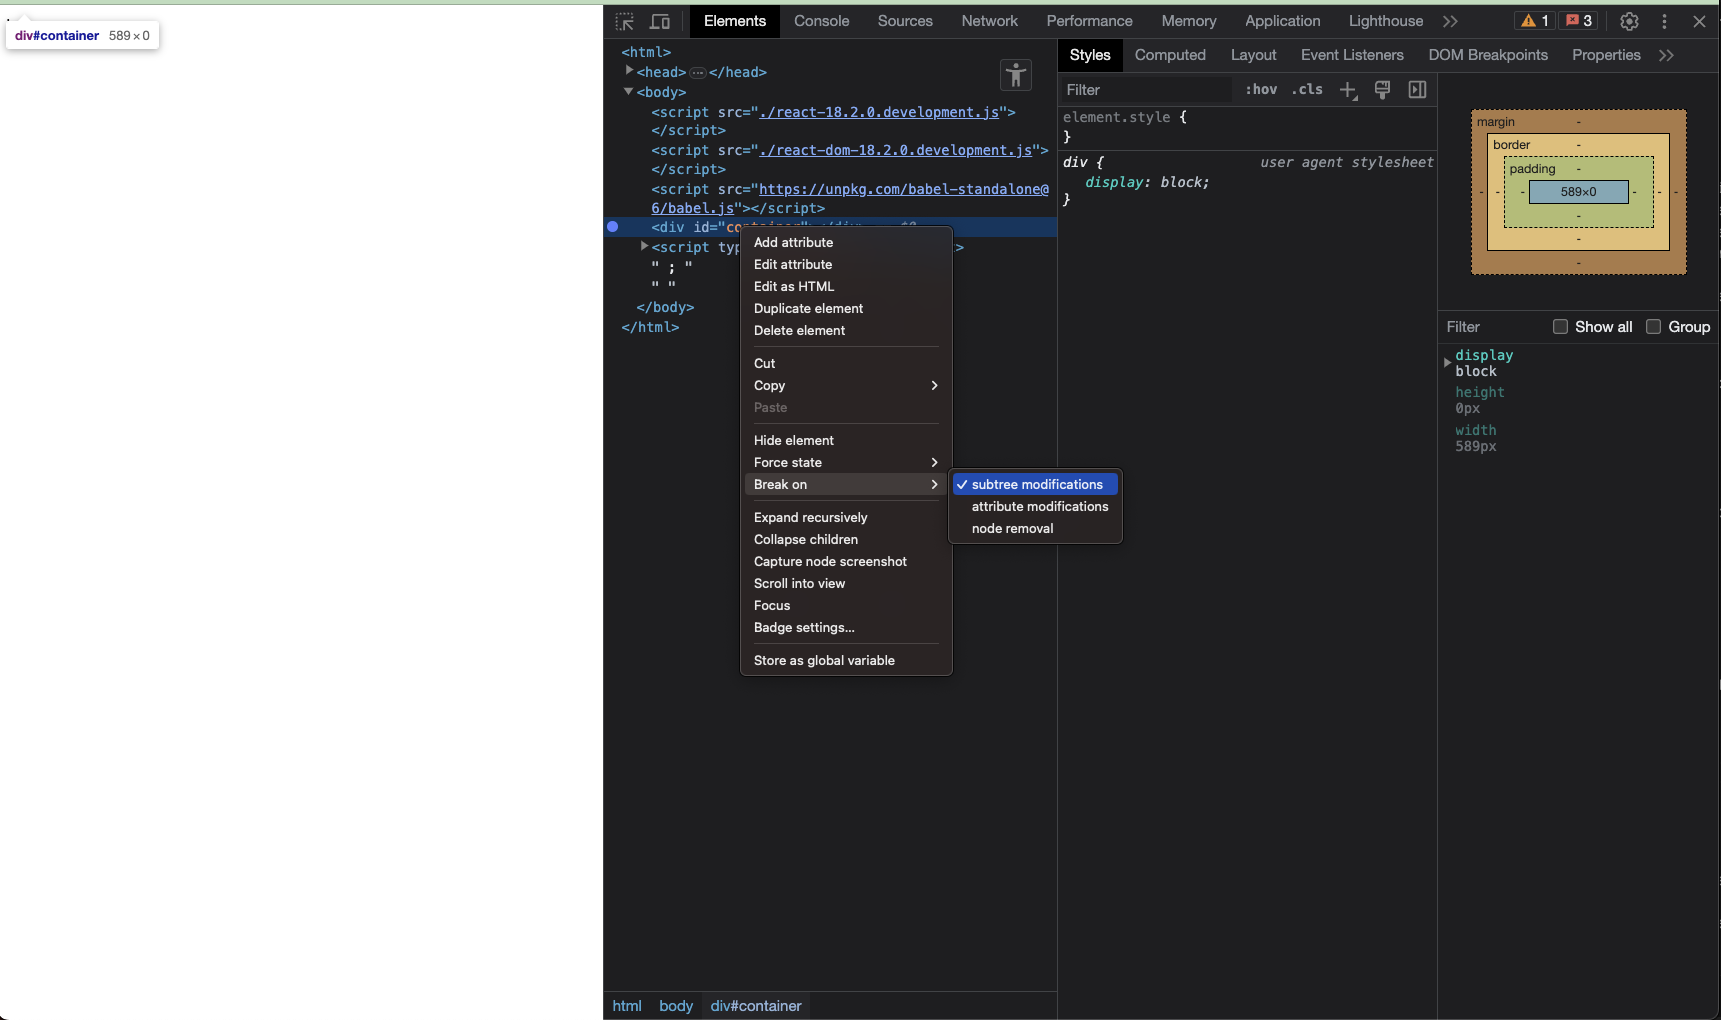 div#container 589 × 0
Elements Console Sources Network Performance Memory Application Lighthouse 1 3
<html>
<head> ⋯ </head>
<body>
<script src="./react-18.2.0.development.js">
</script>
<script src="./react-dom-18.2.0.development.js">
</script>
<script src="https://unpkg.com/babel-standalone@
6/babel.js"></script>
<div id="container"></div> $0
<script typ >
" ; "
" "
</body>
</html>
Add attribute
Edit attribute
Edit as HTML
Duplicate element
Delete element
Cut
Copy
Paste
Hide element
Force state
Break on
Expand recursively
Collapse children
Capture node screenshot
Scroll into view
Focus
Badge settings...
Store as global variable
subtree modifications
attribute modifications
node removal
html body div#container
Styles Computed Layout Event Listeners DOM Breakpoints Properties
Filter :hov .cls
element.style {
}
div { user agent stylesheet
display: block;
}
margin -
border -
padding -
- - - 589×0 - - -
-
-
-
Filter Show all Group
display
block
height
0px
width
589px